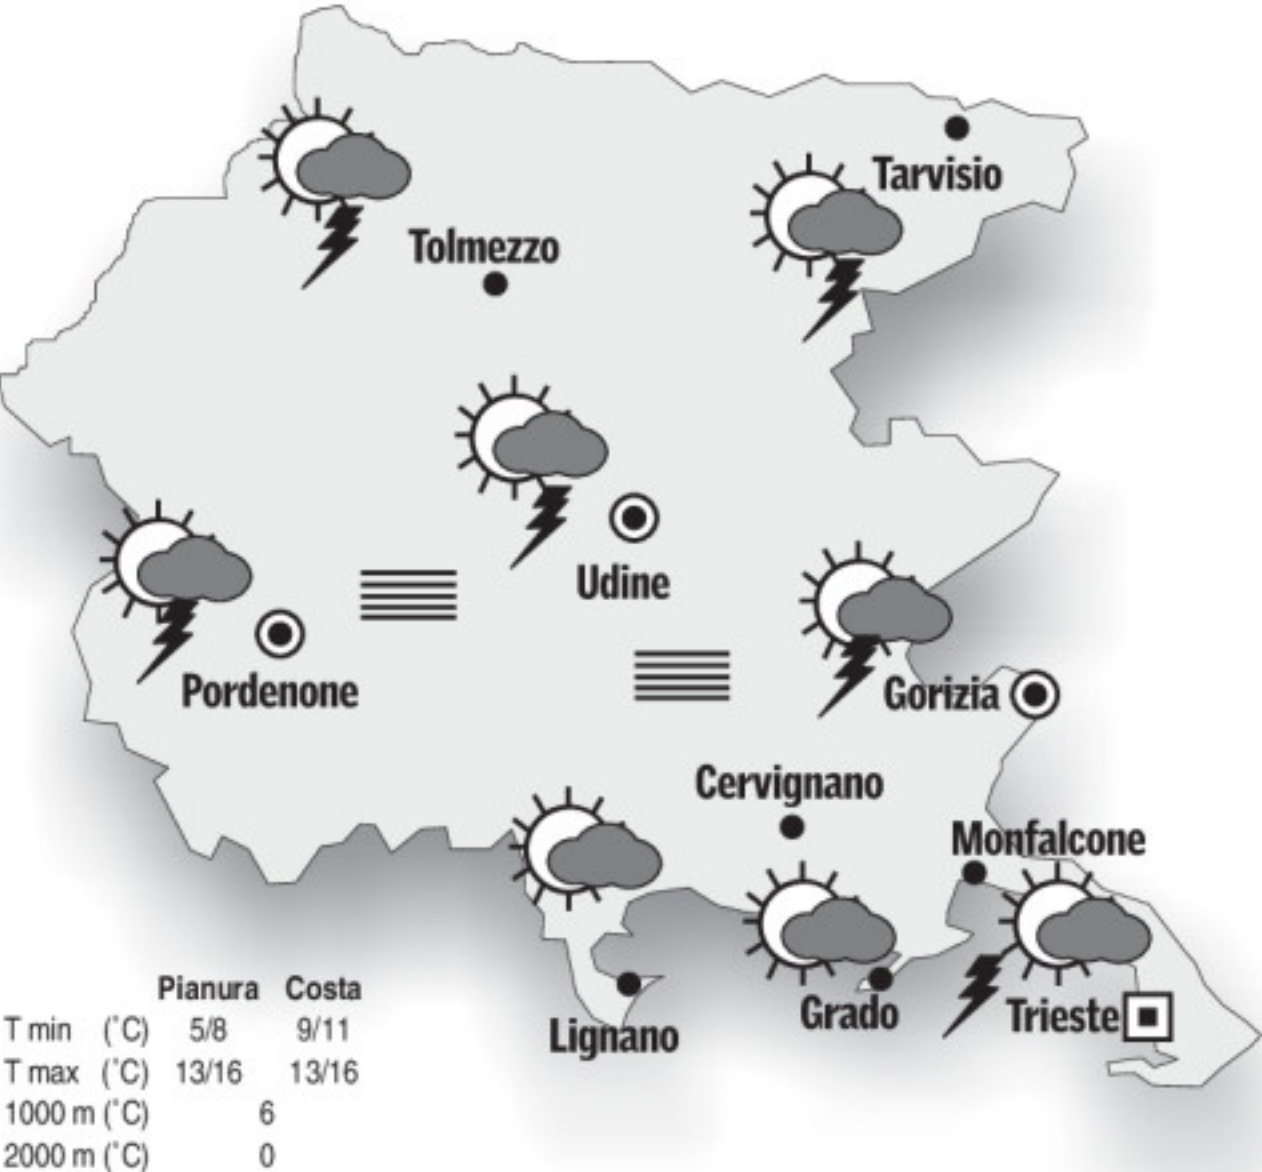 Tarvisio
Tolmezzo
Udine
Pordenone
Gorizia
Cervignano
Monfalcone
Grado
Trieste
Lignano
Pianura Costa
T min (°C) 5/8 9/11
T max (°C) 13/16 13/16
1000 m (°C) 6
2000 m (°C) 0